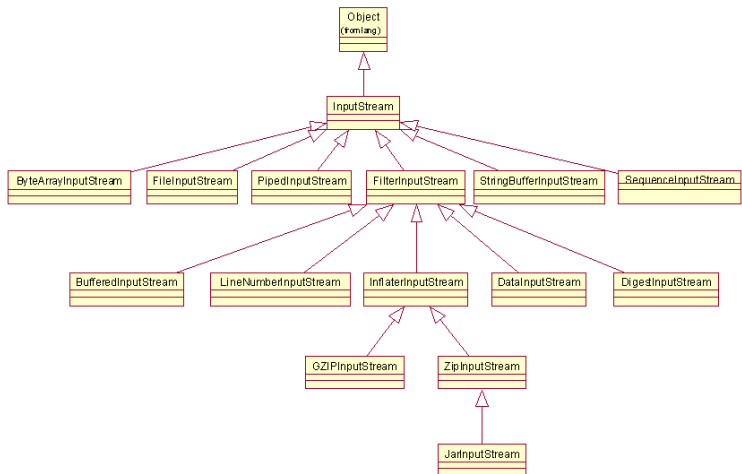 Object
(from lang)
InputStream
ByteArrayInputStream
FileInputStream
PipedInputStream
FilterInputStream
StringBufferInputStream
SequenceInputStream
BufferedInputStream
LineNumberInputStream
InflaterInputStream
DataInputStream
DigestInputStream
GZIPInputStream
ZipInputStream
JarInputStream